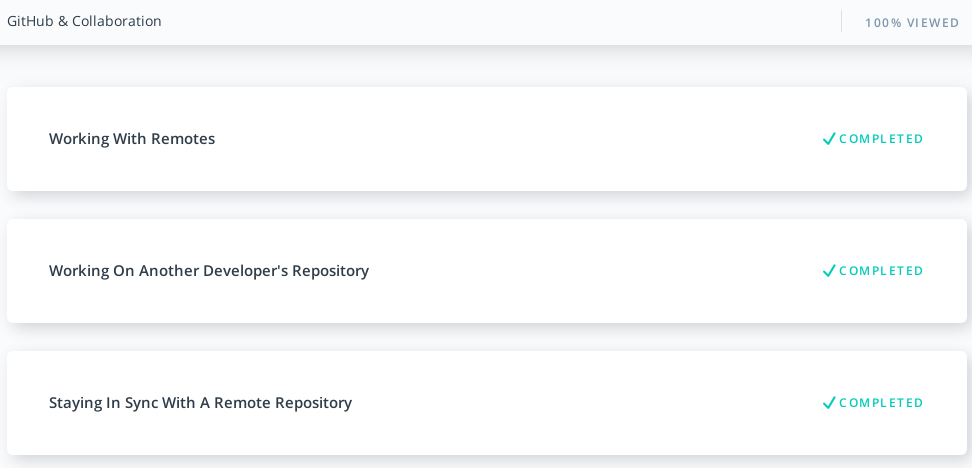 GitHub & Collaboration
100% VIEWED
Working With Remotes
COMPLETED
Working On Another Developer's Repository
COMPLETED
Staying In Sync With A Remote Repository
COMPLETED